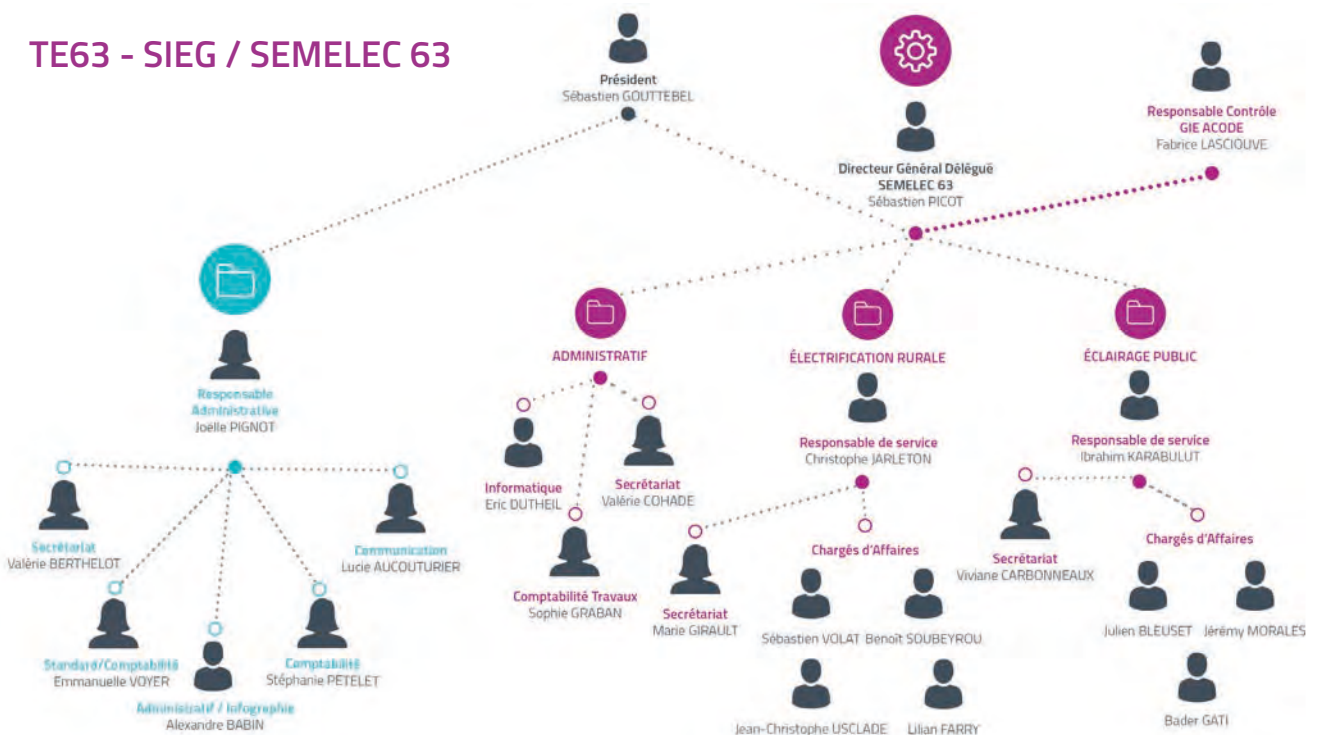 TE63 - SIEG / SEMELEC 63
Président
Sébastien GOUTTEBEL
Directeur Général Délégué
SEMELEC 63
Sébastien PICOT
Responsable Contrôle
GIE ACODE
Fabrice LASCIOUVE
Responsable
Administrative
Joëlle PIGNOT
Secrétariat
Valérie BERTHELOT
Standard/Comptabilité
Emmanuelle VOYER
Administratif / Infographie
Alexandre BABIN
Comptabilité
Stéphanie PETELET
Communication
Lucie AUCOUTURIER
ADMINISTRATIF
Informatique
Eric DUTHEIL
Secrétariat
Valérie COHADE
Comptabilité Travaux
Sophie GRABAN
ÉLECTRIFICATION RURALE
Responsable de service
Christophe JARLETON
Secrétariat
Marie GIRAULT
Chargés d'Affaires
Sébastien VOLAT Benoît SOUBEYROU
Jean-Christophe USCLADE Lilian FARRY
ÉCLAIRAGE PUBLIC
Responsable de service
Ibrahim KARABULUT
Secrétariat
Viviane CARBONNEAUX
Chargés d'Affaires
Julien BLEUSET Jérémy MORALES
Bader GATI